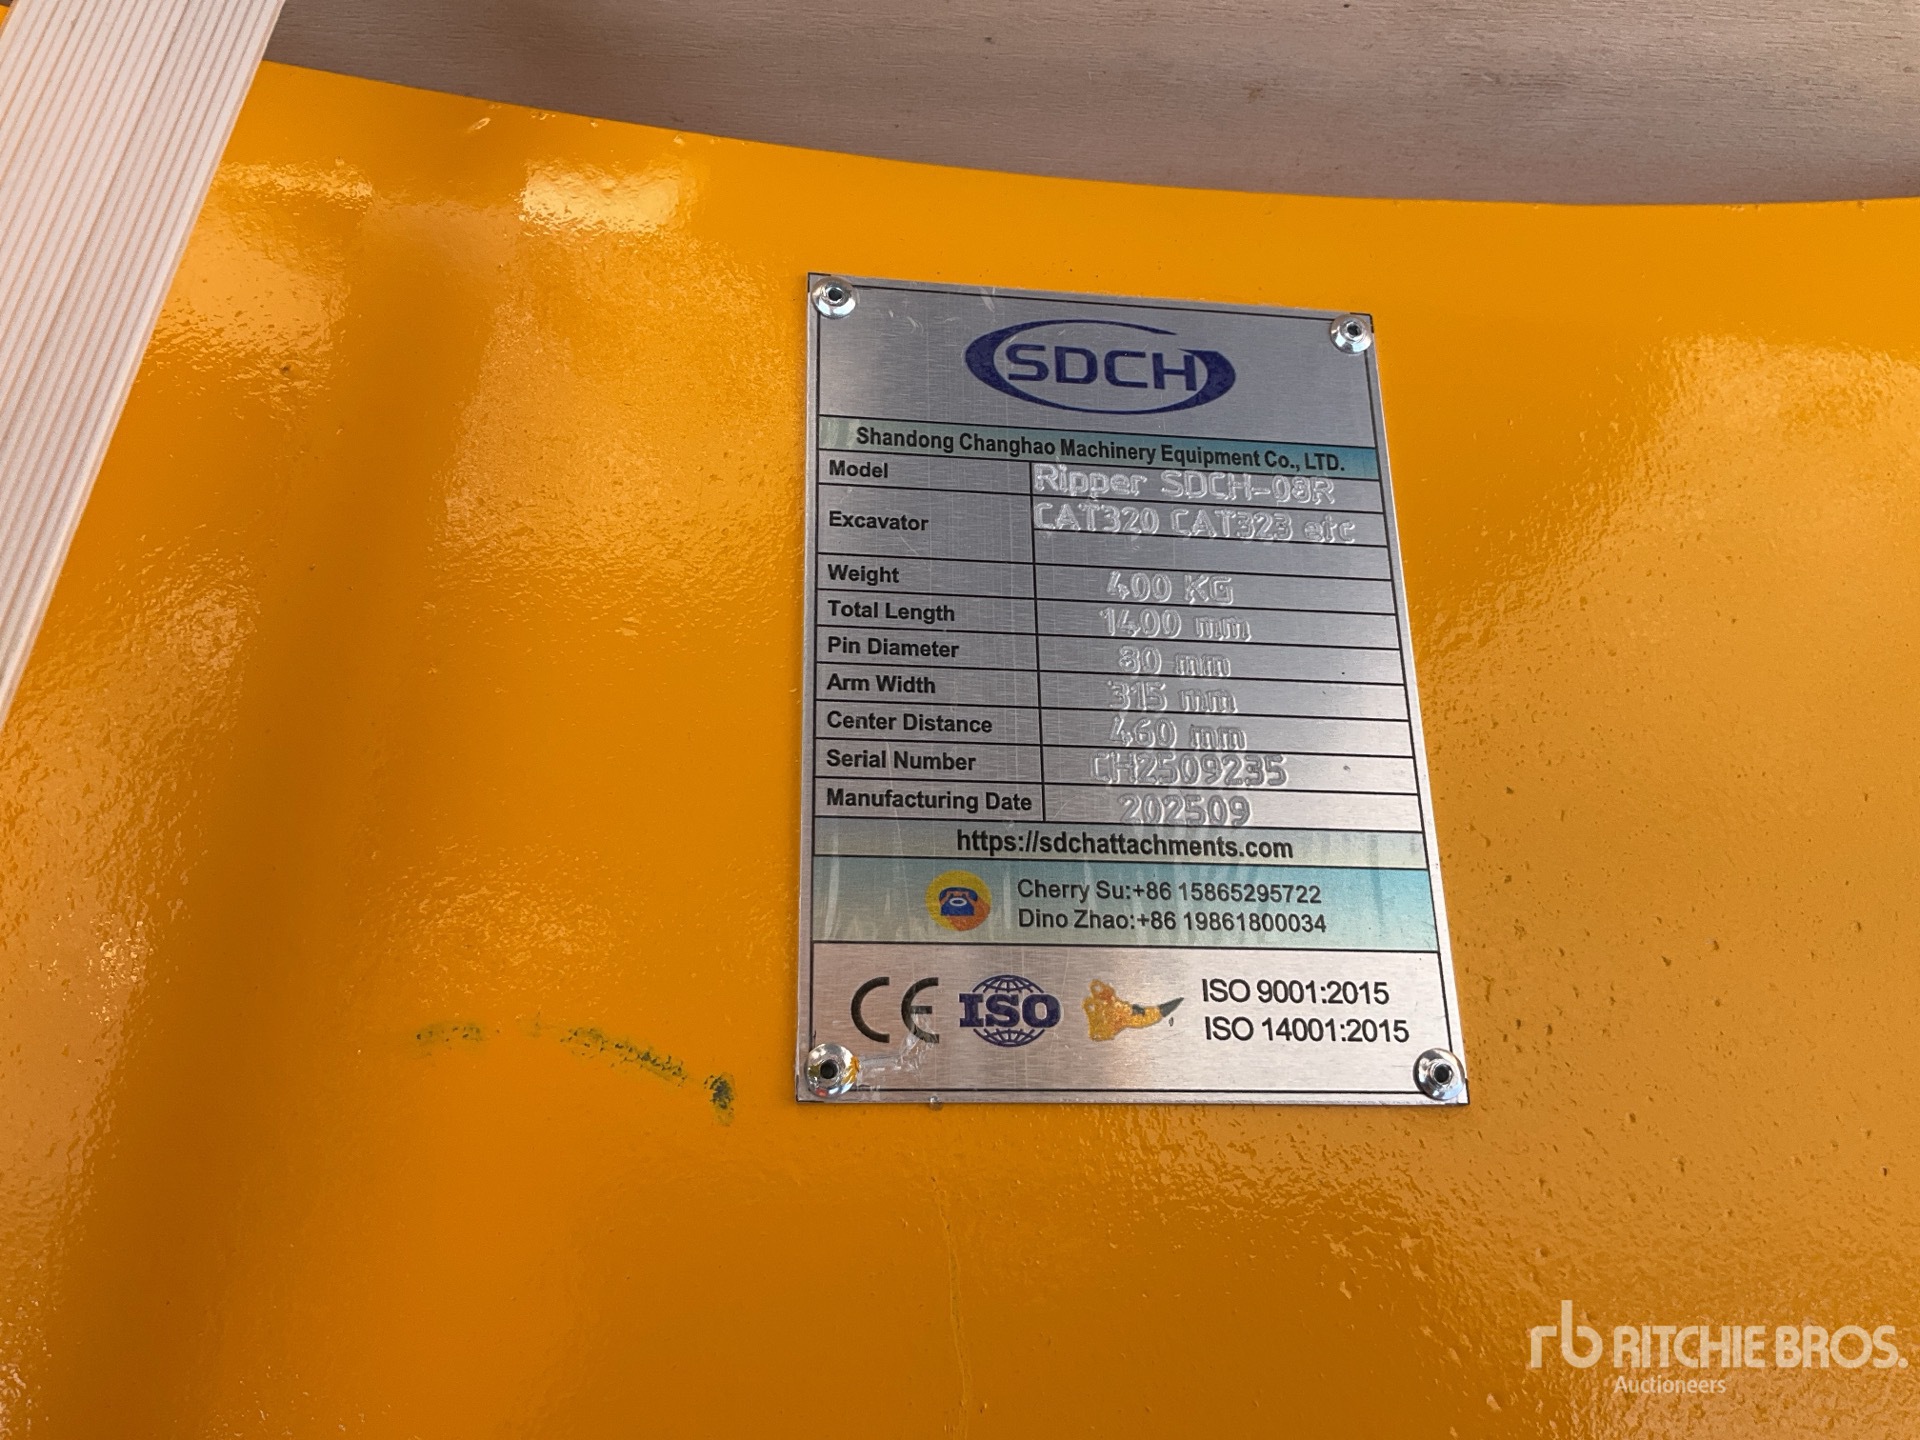 SDCH
Shandong Changhao Machinery Equipment Co., LTD.
Model Ripper SDCH-08R
Excavator CAT320 CAT323 etc
Weight 400 KG
Total Length 1400 mm
Pin Diameter 80 mm
Arm Width 315 mm
Center Distance 460 mm
Serial Number CH2509235
Manufacturing Date 202509
https://sdchattachments.com
Cherry Su:+86 15865295722
Dino Zhao:+86 19861800034
CE ISO ISO 9001:2015
ISO 14001:2015
rb RITCHIE BROS.
Auctioneers